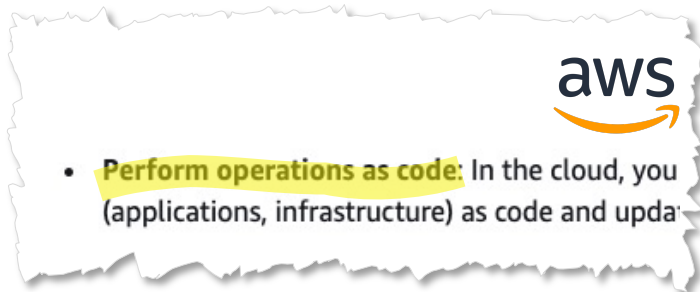 aws
Perform operations as code: In the cloud, you
(applications, infrastructure) as code and